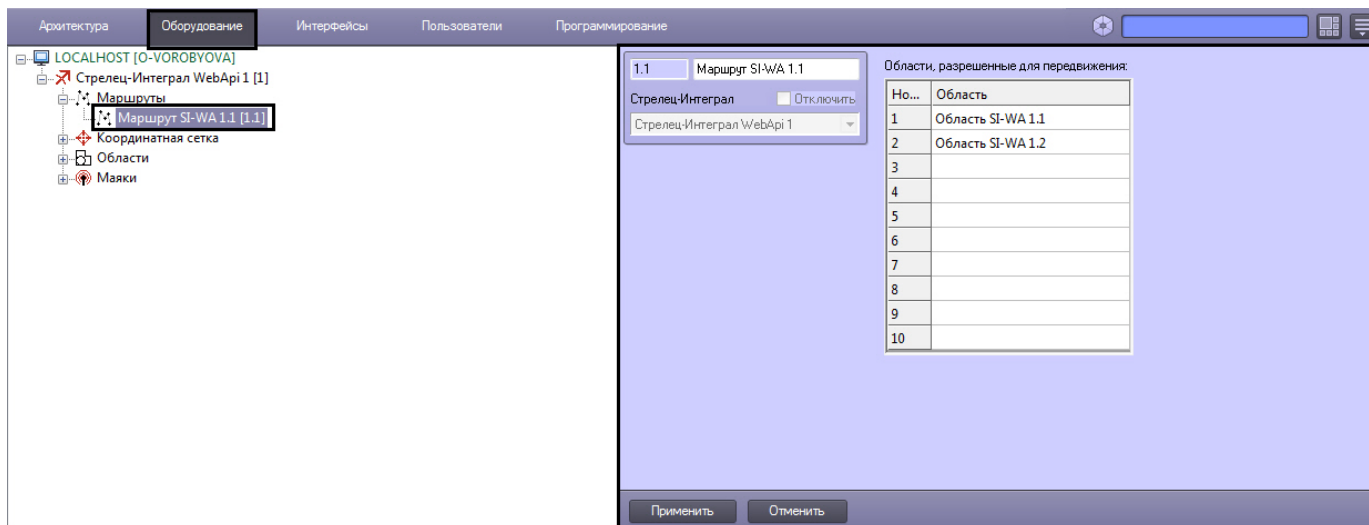 Архитектура Оборудование Интерфейсы Пользователи Программирование
LOCALHOST [O-VOROBYOVA]
Стрелец-Интеграл WebApi 1 [1]
Маршруты
Маршрут SI-WA 1.1 [1.1]
Координатная сетка
Области
Маяки
1.1 Маршрут SI-WA 1.1
Стрелец-Интеграл Отключить
Стрелец-Интеграл WebApi 1
Области, разрешенные для передвижения:
Но... Область
1 Область SI-WA 1.1
2 Область SI-WA 1.2
3
4
5
6
7
8
9
10
Применить Отменить